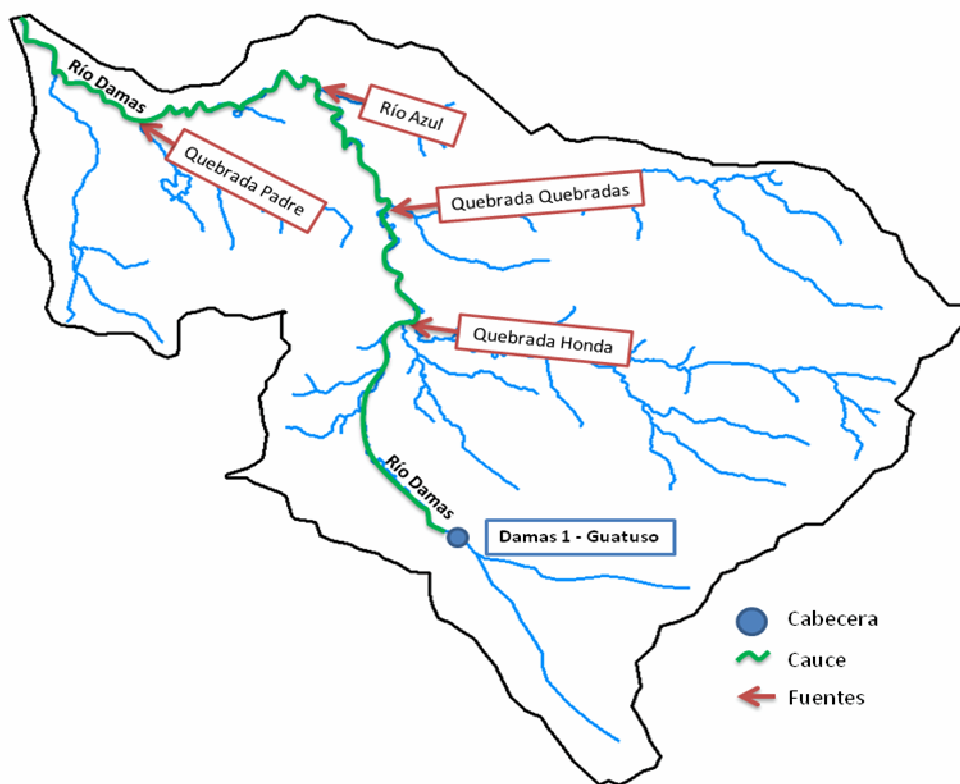 Río Damas
Río Azul
Quebrada Padre
Quebrada Quebradas
Quebrada Honda
Río Damas
Damas 1 - Guatuso
Cabecera
Cauce
Fuentes